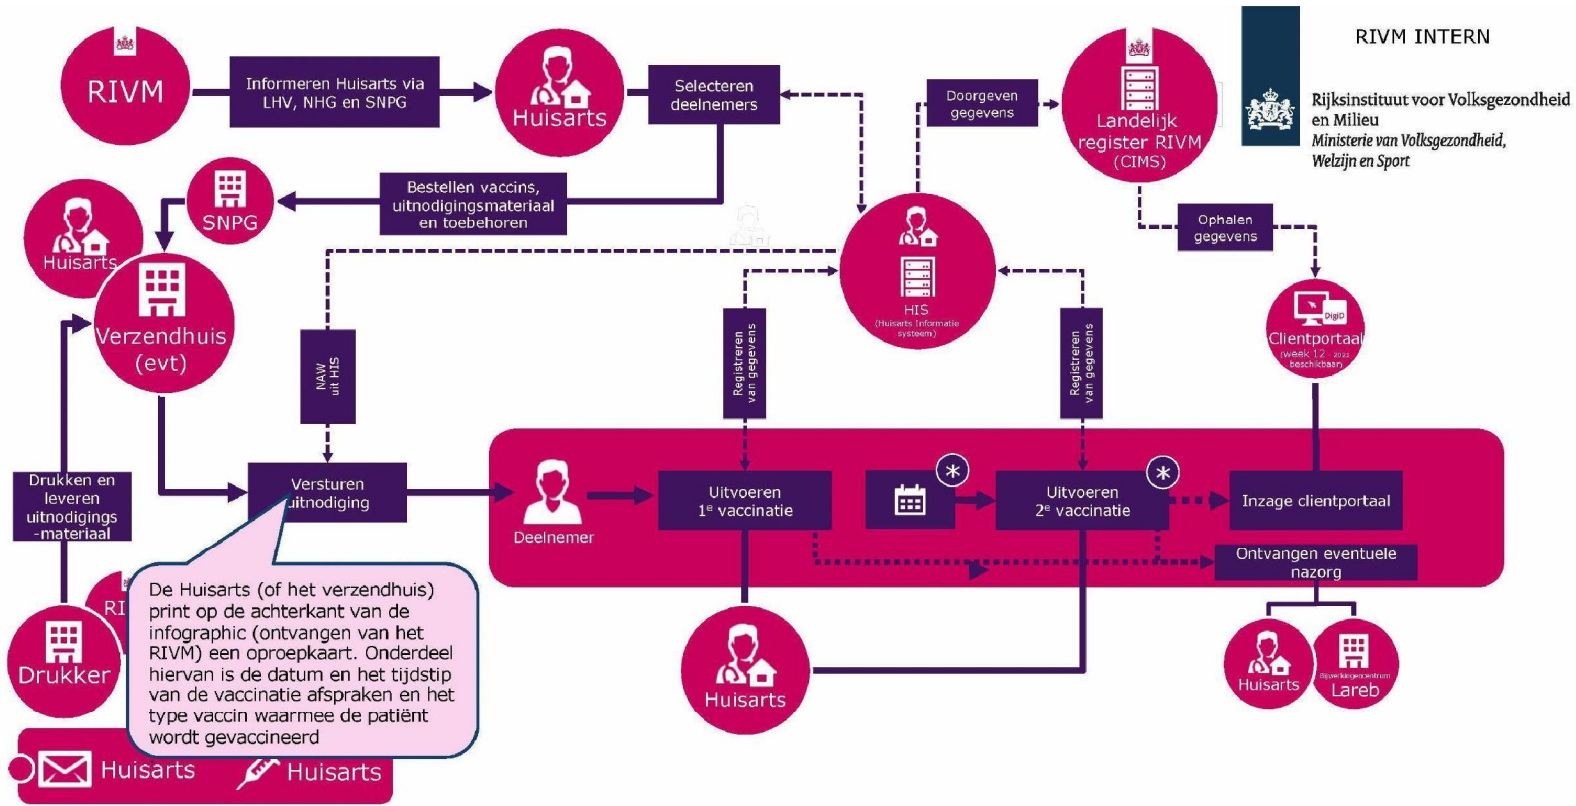 RIVM INTERN
RIVM
Informeren Huisarts via
LHV, NHG en SNPG
Huisarts
Selecteren
deelnemers
Doorgeven
gegevens
Landelijk
register RIVM
(CIMS)
Rijksinstituut voor Volksgezondheid
en Milieu
Ministerie van Volksgezondheid,
Welzijn en Sport
SNPG
Bestellen vaccins,
uitnodigingsmateriaal
en toebehoren
Ophalen
gegevens
Huisarts
Verzendhuis
(evt)
HIS
(Huisarts Informatie
systeem)
DigiD
Clientportaal
(week 12 - 2023
beschikbaar)
NAW
uit HIS
Registreren
van gegevens
Registreren
van gegevens
Drukken en
leveren
uitnodigings
-materiaal
Versturen
uitnodiging
Deelnemer
Uitvoeren
1e vaccinatie
*
Uitvoeren
2e vaccinatie
*
Inzage clientportaal
Ontvangen eventuele
nazorg
RI
De Huisarts (of het verzendhuis)
print op de achterkant van de
infographic (ontvangen van het
RIVM) een oproepkaart. Onderdeel
hiervan is de datum en het tijdstip
van de vaccinatie afspraken en het
type vaccin waarmee de patiënt
wordt gevaccineerd
Drukker
Huisarts
Huisarts
Bijwerkingencentrum
Lareb
Huisarts
Huisarts